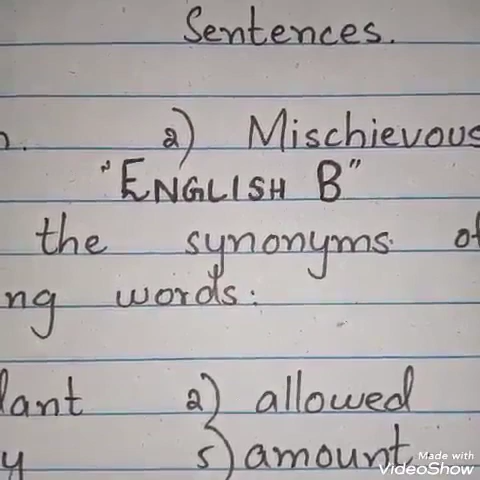 Sentences.
2) Mischievous
"ENGLISH B"
the synonyms of
ng words:
lant 2) allowed
y 5) amount
Made with
VideoShow